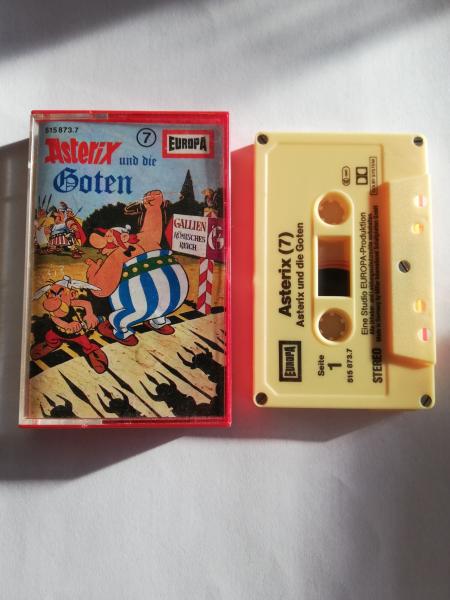 515 873.7
7
EUROPA
Asterix
und die
Goten
GALLIEN
RÖMISCHES
REICH
G
Asterix (7)
Asterix und die Goten
Eine Studio EUROPA-Produktion
EUROPA
Seite
1
515 873.7
STEREO